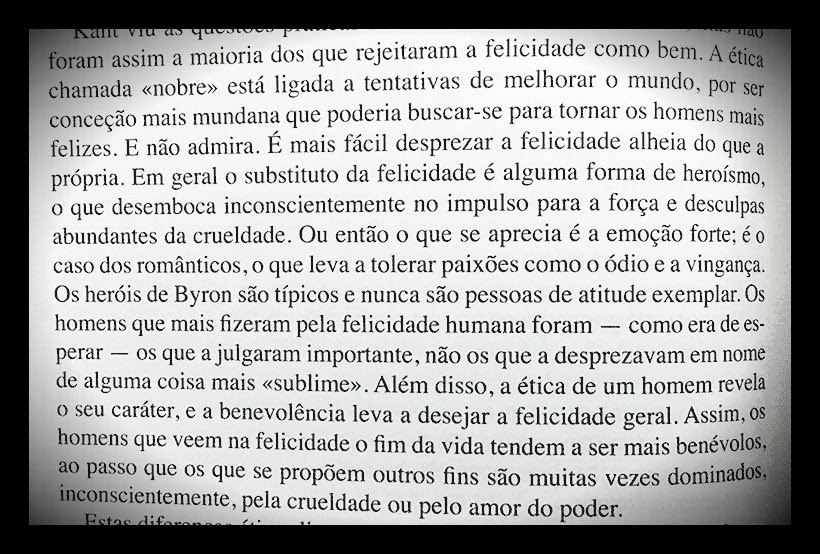 Kant viu as questões
não
foram assim a maioria dos que rejeitaram a felicidade como bem. A ética
chamada «nobre» está ligada a tentativas de melhorar o mundo, por ser
conceção mais mundana que poderia buscar-se para tornar os homens mais
felizes. E não admira. É mais fácil desprezar a felicidade alheia do que a
própria. Em geral o substituto da felicidade é alguma forma de heroísmo,
o que desemboca inconscientemente no impulso para a força e desculpas
abundantes da crueldade. Ou então o que se aprecia é a emoção forte; é o
caso dos românticos, o que leva a tolerar paixões como o ódio e a vingança.
Os heróis de Byron são típicos e nunca são pessoas de atitude exemplar. Os
homens que mais fizeram pela felicidade humana foram — como era de es-
perar — os que a julgaram importante, não os que a desprezavam em nome
de alguma coisa mais «sublime». Além disso, a ética de um homem revela
o seu caráter, e a benevolência leva a desejar a felicidade geral. Assim, os
homens que veem na felicidade o fim da vida tendem a ser mais benévolos,
ao passo que os que se propõem outros fins são muitas vezes dominados,
inconscientemente, pela crueldade ou pelo amor do poder.
Estas diferenças